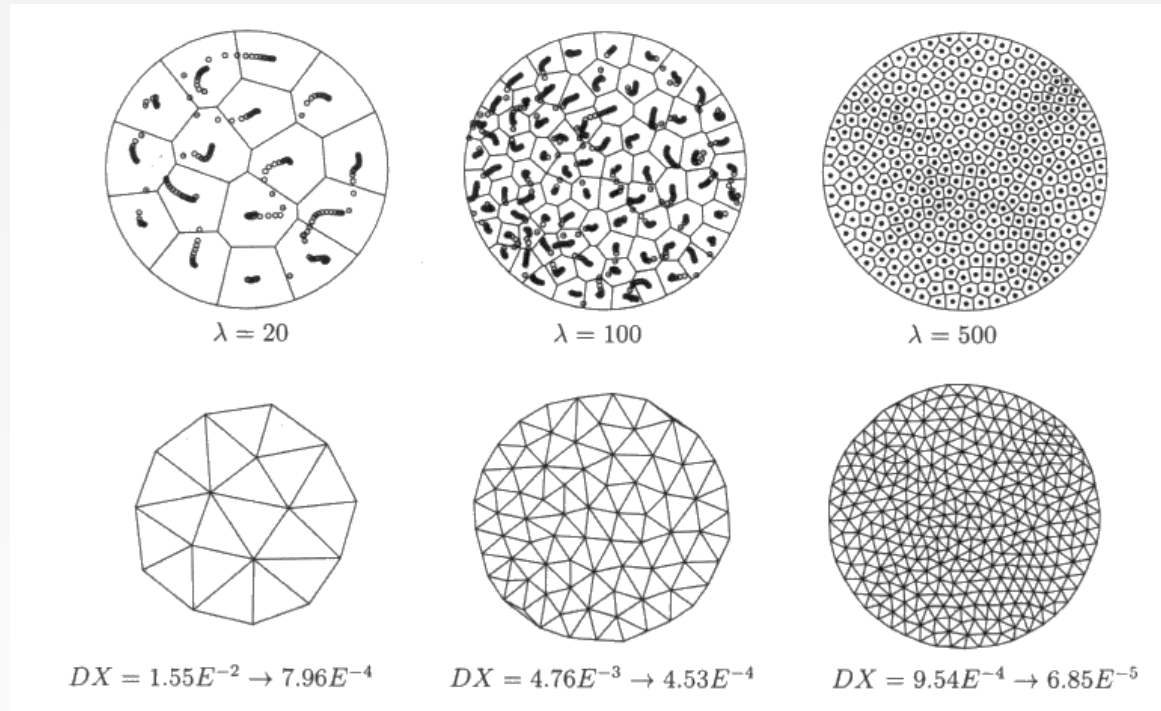 λ = 20
λ = 100
λ = 500
DX = 1.55E⁻² → 7.96E⁻⁴
DX = 4.76E⁻³ → 4.53E⁻⁴
DX = 9.54E⁻⁴ → 6.85E⁻⁵